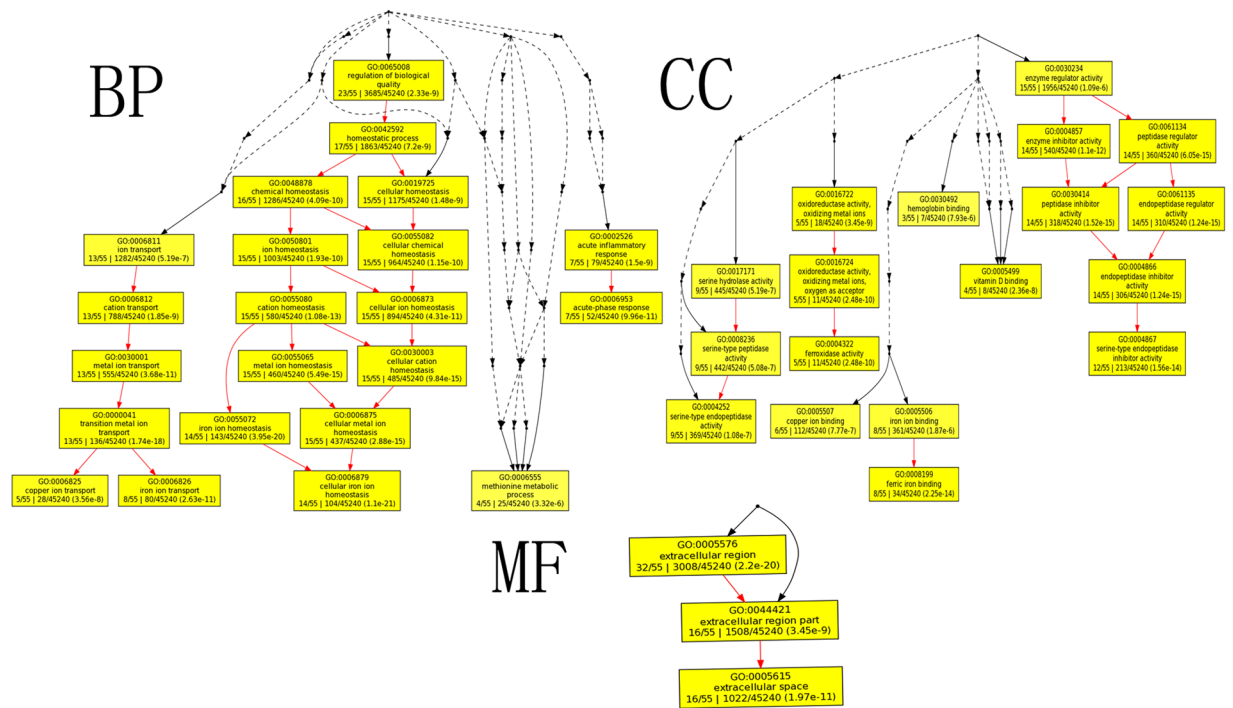 BP
GO:0065008
regulation of biological
quality
23/55 | 3685/45240 (2.33e-9)
GO:0042592
homeostatic process
17/55 | 1863/45240 (7.2e-9)
GO:0048878
chemical homeostasis
16/55 | 1286/45240 (4.09e-10)
GO:0019725
cellular homeostasis
15/55 | 1175/45240 (1.48e-9)
GO:0006811
ion transport
13/55 | 1282/45240 (5.19e-7)
GO:0050801
ion homeostasis
15/55 | 1003/45240 (1.93e-10)
GO:0055082
cellular chemical
homeostasis
15/55 | 964/45240 (1.15e-10)
GO:0002526
acute inflammatory
response
7/55 | 79/45240 (1.5e-9)
GO:0006812
cation transport
13/55 | 788/45240 (1.85e-9)
GO:0055080
cation homeostasis
15/55 | 580/45240 (1.08e-13)
GO:0006873
cellular ion homeostasis
15/55 | 894/45240 (4.31e-11)
GO:0006953
acute-phase response
7/55 | 52/45240 (9.96e-11)
GO:0030001
metal ion transport
13/55 | 555/45240 (3.68e-11)
GO:0055065
metal ion homeostasis
15/55 | 460/45240 (5.49e-15)
GO:0030003
cellular cation
homeostasis
15/55 | 485/45240 (9.84e-15)
GO:0000041
transition metal ion
transport
13/55 | 136/45240 (1.74e-18)
GO:0055072
iron ion homeostasis
14/55 | 143/45240 (3.95e-20)
GO:0006875
cellular metal ion
homeostasis
15/55 | 437/45240 (2.88e-15)
GO:0006825
copper ion transport
5/55 | 28/45240 (3.56e-8)
GO:0006826
iron ion transport
8/55 | 80/45240 (2.63e-11)
GO:0006879
cellular iron ion
homeostasis
14/55 | 104/45240 (1.1e-21)
GO:0006555
methionine metabolic
process
4/55 | 25/45240 (3.32e-6)
CC
GO:0030234
enzyme regulator activity
15/55 | 1956/45240 (1.09e-6)
GO:0004857
enzyme inhibitor activity
14/55 | 540/45240 (1.1e-12)
GO:0061134
peptidase regulator
activity
14/55 | 360/45240 (6.05e-15)
GO:0016722
oxidoreductase activity,
oxidizing metal ions
5/55 | 18/45240 (3.45e-9)
GO:0030492
hemoglobin binding
3/55 | 7/45240 (7.93e-6)
GO:0030414
peptidase inhibitor
activity
14/55 | 318/45240 (1.52e-15)
GO:0061135
endopeptidase regulator
activity
14/55 | 310/45240 (1.24e-15)
GO:0017171
serine hydrolase activity
9/55 | 445/45240 (5.19e-7)
GO:0016724
oxidoreductase activity,
oxidizing metal ions,
oxygen as acceptor
5/55 | 11/45240 (2.48e-10)
GO:0005499
vitamin D binding
4/55 | 8/45240 (2.36e-8)
GO:0004866
endopeptidase inhibitor
activity
14/55 | 306/45240 (1.24e-15)
GO:0008236
serine-type peptidase
activity
9/55 | 442/45240 (5.08e-7)
GO:0004322
ferroxidase activity
5/55 | 11/45240 (2.48e-10)
GO:0004867
serine-type endopeptidase
inhibitor activity
12/55 | 213/45240 (1.56e-14)
GO:0004252
serine-type endopeptidase
activity
9/55 | 369/45240 (1.08e-7)
GO:0005507
copper ion binding
6/55 | 112/45240 (7.77e-7)
GO:0005506
iron ion binding
8/55 | 361/45240 (1.87e-6)
GO:0008199
ferric iron binding
8/55 | 34/45240 (2.25e-14)
MF
GO:0005576
extracellular region
32/55 | 3008/45240 (2.2e-20)
GO:0044421
extracellular region part
16/55 | 1508/45240 (3.45e-9)
GO:0005615
extracellular space
16/55 | 1022/45240 (1.97e-11)